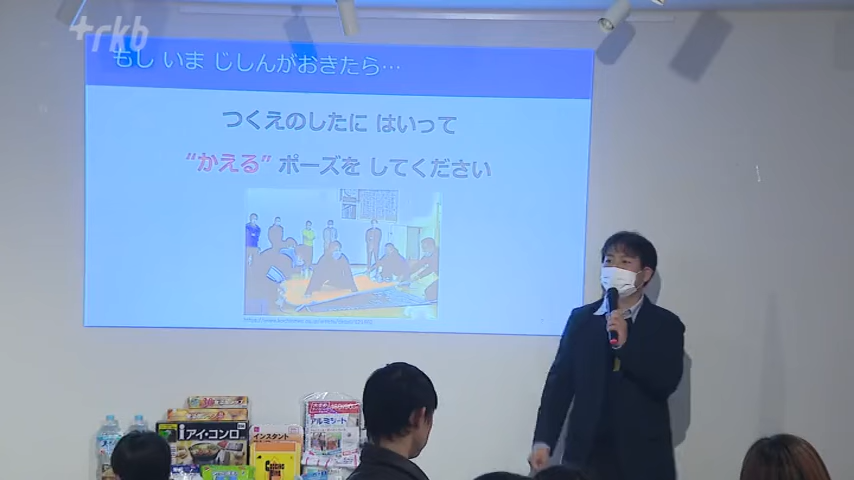 rkb
もし いま じしんがおきたら…
つくえのしたに はいって
“かえる” ポーズを してください
アイ・コンロ
インスタント
アルミシート